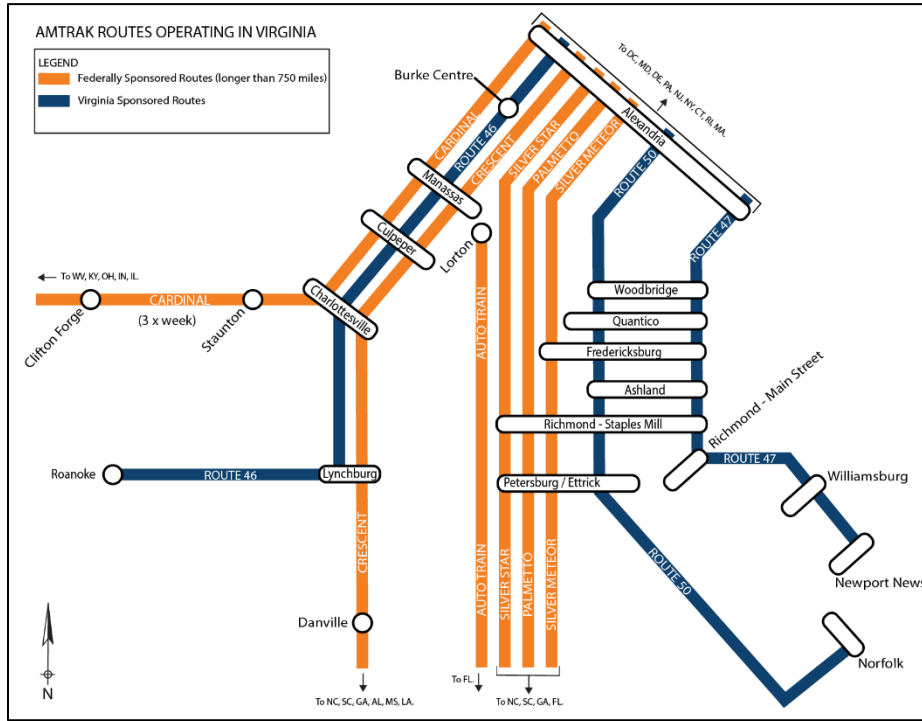 AMTRAK ROUTES OPERATING IN VIRGINIA
LEGEND
Federally Sponsored Routes (longer than 750 miles)
Virginia Sponsored Routes
To DC, MD, DE, PA, NJ, NY, CT, RI, MA.
Burke Centre
Alexandria
CARDINAL
ROUTE 46
CRESCENT
SILVER STAR
PALMETTO
SILVER METEOR
ROUTE 50
ROUTE 47
Manassas
Culpeper
Lorton
Charlottesville
To WV, KY, OH, IN, IL.
CARDINAL
(3 x week)
Clifton Forge
Staunton
AUTO TRAIN
Woodbridge
Quantico
Fredericksburg
Ashland
Richmond - Staples Mill
Richmond - Main Street
ROUTE 47
Williamsburg
Newport News
Roanoke
ROUTE 46
Lynchburg
Petersburg / Ettrick
CRESCENT
AUTO TRAIN
SILVER STAR
PALMETTO
SILVER METEOR
ROUTE 50
Norfolk
Danville
N
To NC, SC, GA, AL, MS, LA.
To FL.
To NC, SC, GA, FL.